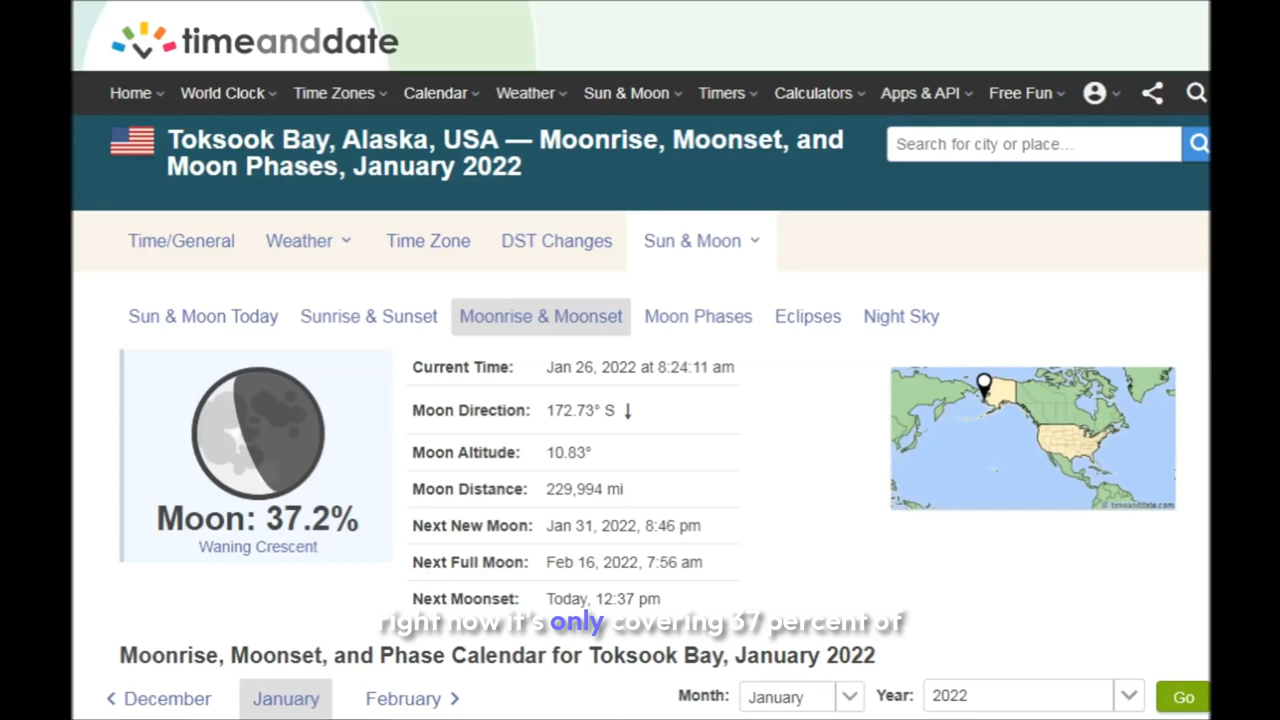 timeanddate
Home World Clock Time Zones Calendar Weather Sun & Moon Timers Calculators Apps & API Free Fun
Toksook Bay, Alaska, USA — Moonrise, Moonset, and
Moon Phases, January 2022
Search for city or place...
Time/General Weather Time Zone DST Changes Sun & Moon
Sun & Moon Today Sunrise & Sunset Moonrise & Moonset Moon Phases Eclipses Night Sky
Moon: 37.2%
Waning Crescent
Current Time: Jan 26, 2022 at 8:24:11 am
Moon Direction: 172.73° S ↓
Moon Altitude: 10.83°
Moon Distance: 229,994 mi
Next New Moon: Jan 31, 2022, 8:46 pm
Next Full Moon: Feb 16, 2022, 7:56 am
Next Moonset: Today, 12:37 pm
© timeanddate.com
right now it's only covering 37 percent of
Moonrise, Moonset, and Phase Calendar for Toksook Bay, January 2022
December January February Month: January Year: 2022 Go